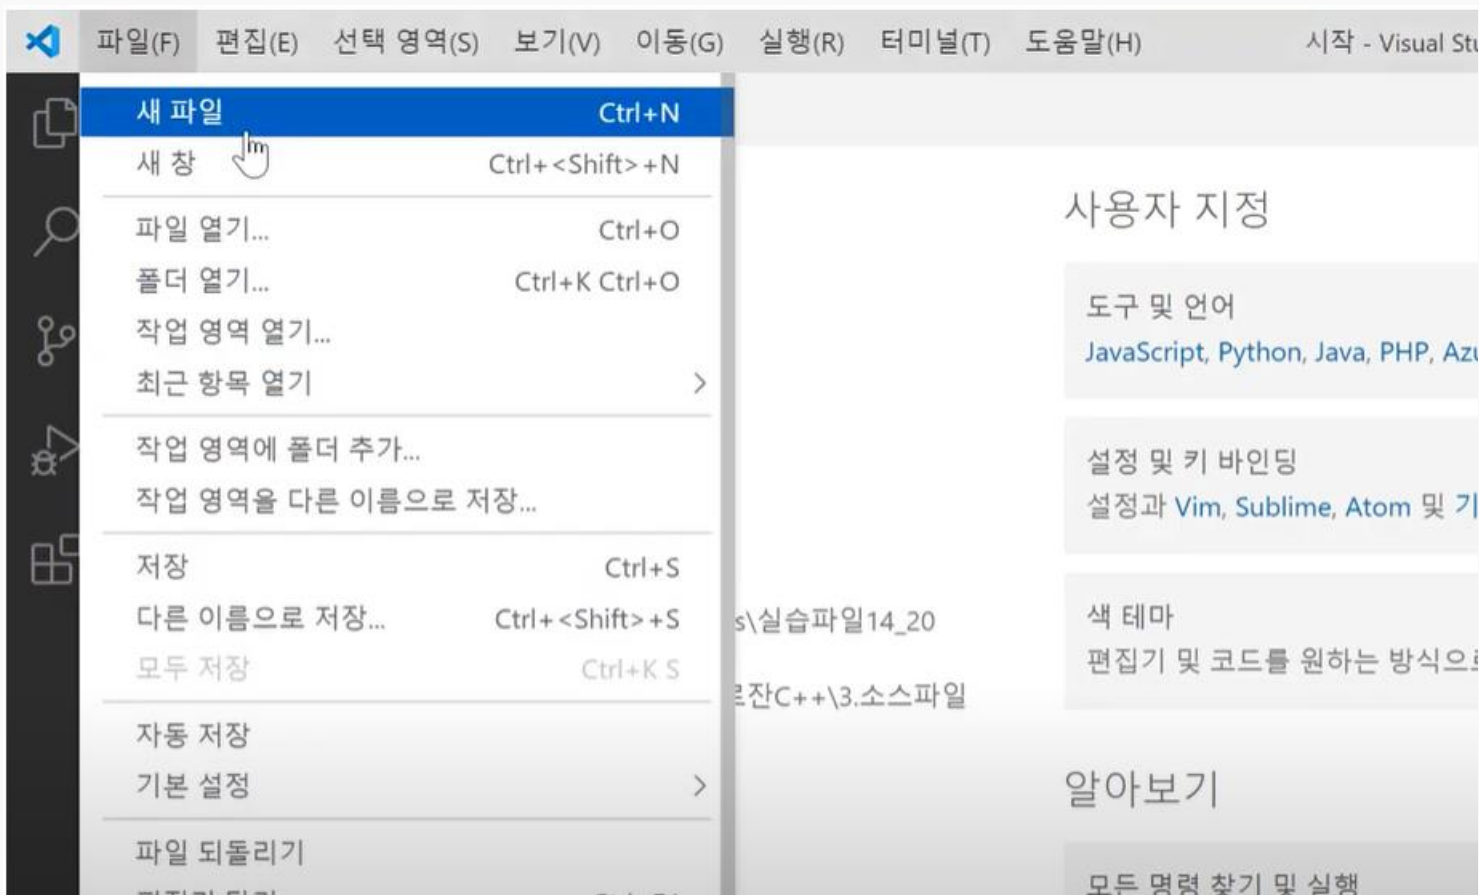 파일(F) 편집(E) 선택 영역(S) 보기(V) 이동(G) 실행(R) 터미널(T) 도움말(H) 시작 - Visual
새 파일 Ctrl+N
새 창 Ctrl+<Shift>+N
파일 열기... Ctrl+O
폴더 열기... Ctrl+K Ctrl+O
작업 영역 열기...
최근 항목 열기
작업 영역에 폴더 추가...
작업 영역을 다른 이름으로 저장...
저장 Ctrl+S
다른 이름으로 저장... Ctrl+<Shift>+S
모두 저장 Ctrl+K S
자동 저장
기본 설정
파일 되돌리기
s\실습파일14_20
잔C++\3.소스파일
사용자 지정
도구 및 언어
JavaScript, Python, Java, PHP,
설정 및 키 바인딩
설정과 Vim, Sublime, Atom 및
색 테마
편집기 및 코드를 원하는
알아보기
모든 명령 찾기 및 실행